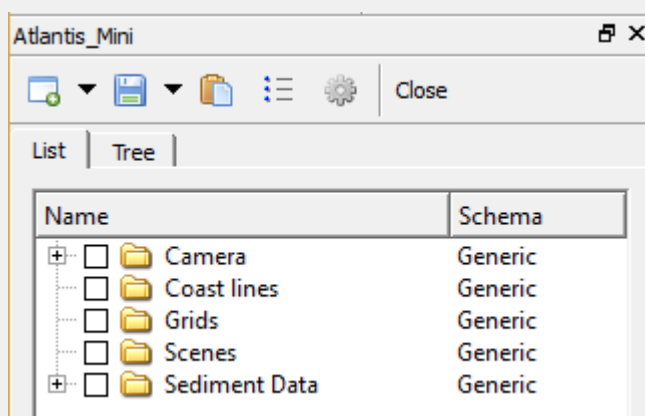 Atlantis_Mini
Close
List Tree
Name Schema
Camera Generic
Coast lines Generic
Grids Generic
Scenes Generic
Sediment Data Generic